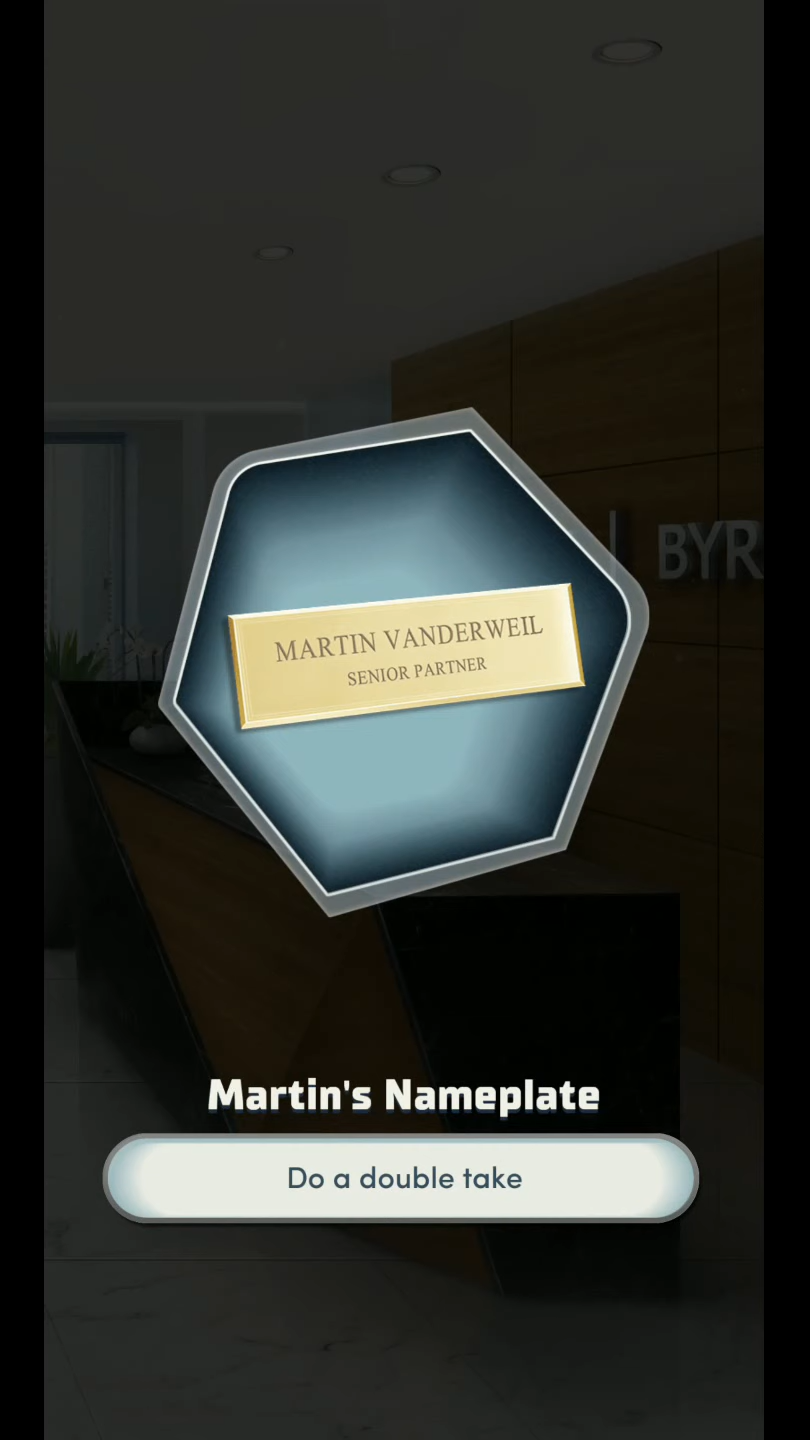 BYR
MARTIN VANDERWEIL
SENIOR PARTNER
Martin's Nameplate
Do a double take